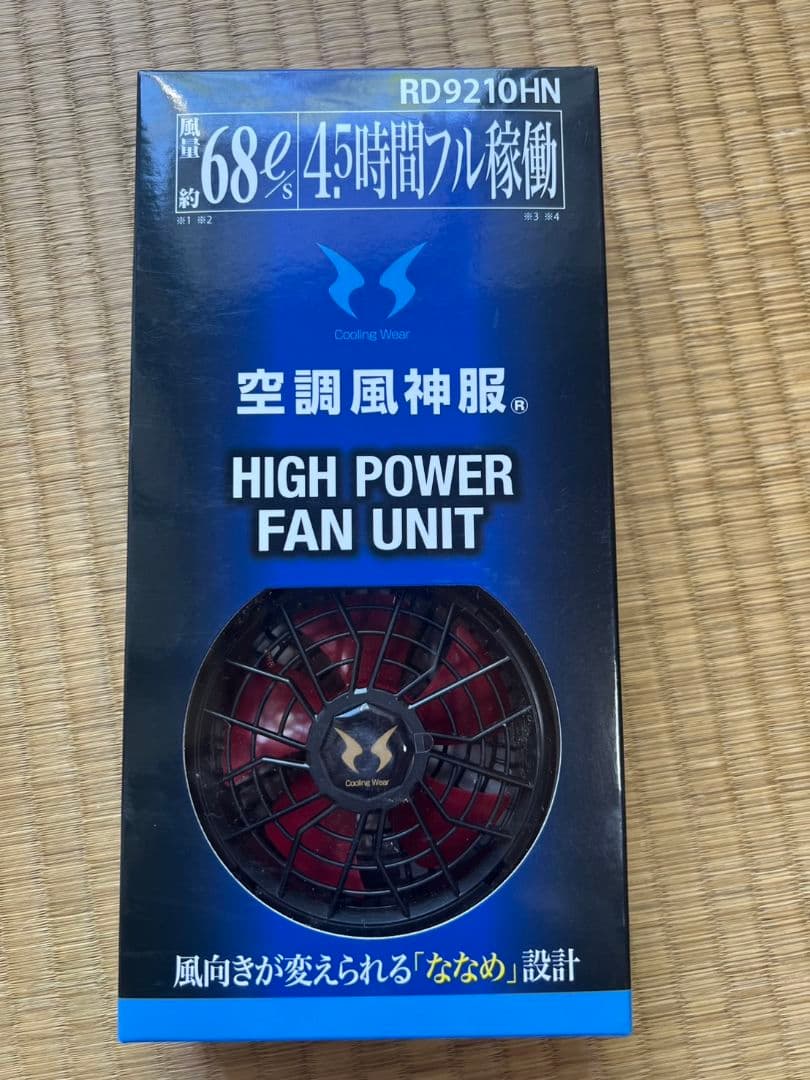 RD9210HN
風量 約 68ℓ/s 4.5時間フル稼働
※1 ※2 ※3 ※4
Cooling Wear
空調風神服®
HIGH POWER
FAN UNIT
Cooling Wear
風向きが変えられる「ななめ」設計